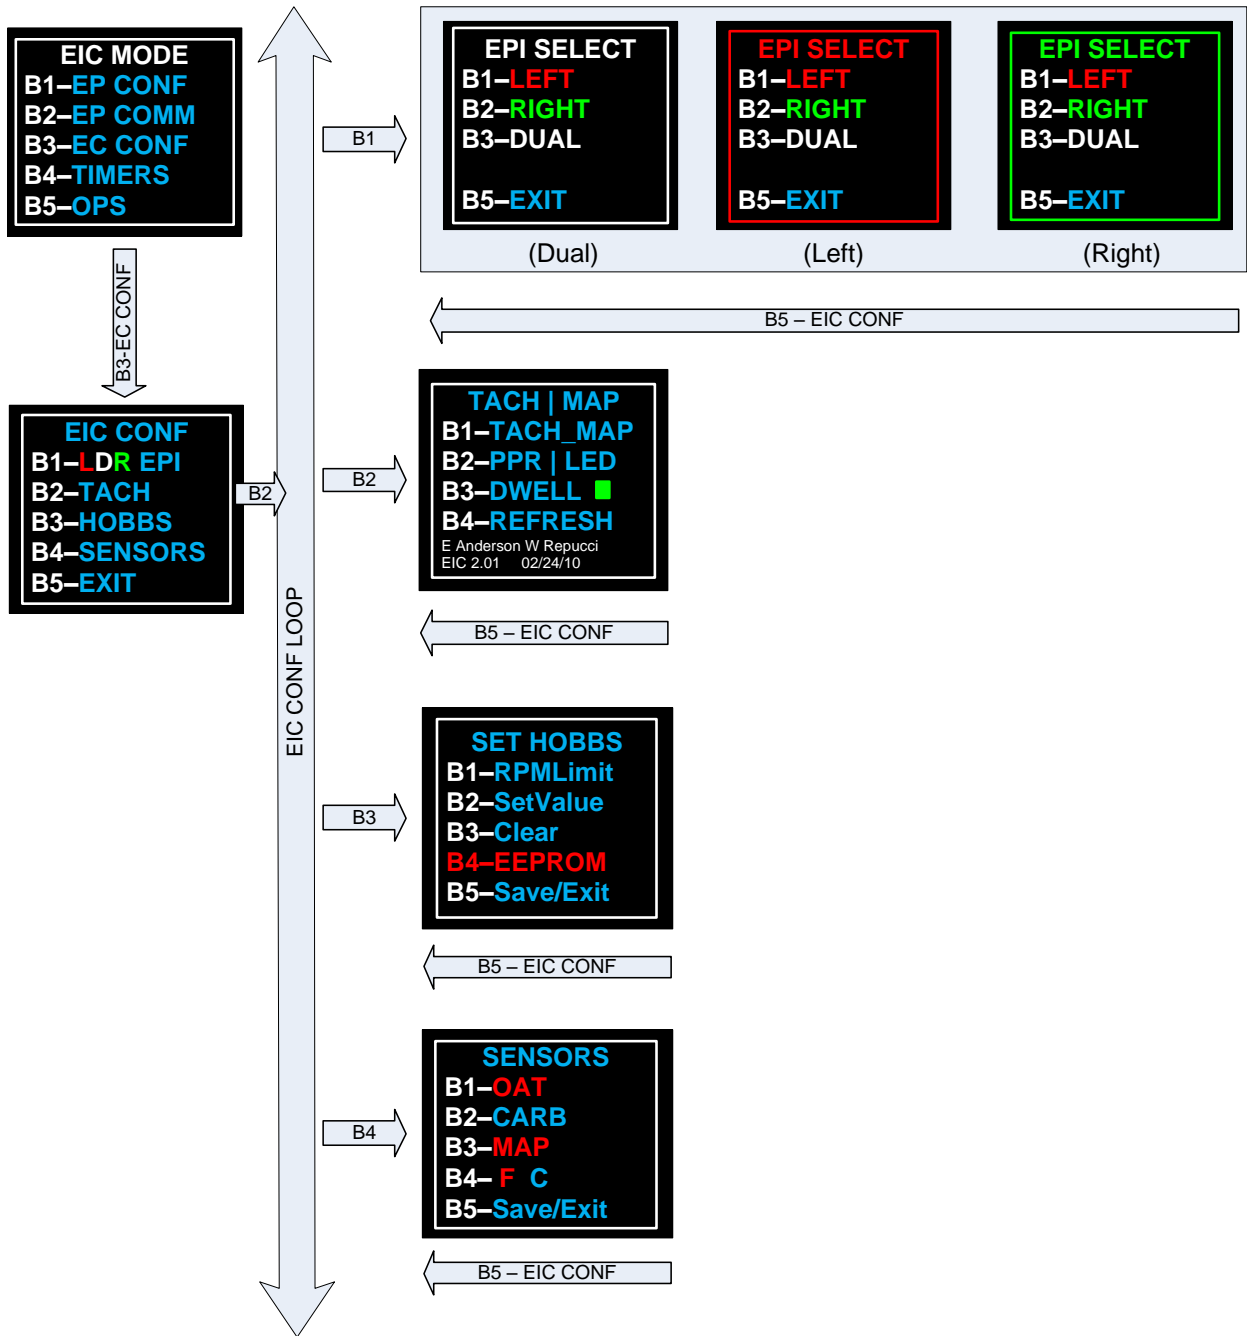 EIC MODE
B1–EP CONF
B2–EP COMM
B3–EC CONF
B4–TIMERS
B5–OPS
B3-EC CONF
EIC CONF
B1–LDR EPI
B2–TACH
B3–HOBBS
B4–SENSORS
B5–EXIT
B2
EIC CONF LOOP
B1
EPI SELECT
B1–LEFT
B2–RIGHT
B3–DUAL
B5–EXIT
(Dual)
EPI SELECT
B1–LEFT
B2–RIGHT
B3–DUAL
B5–EXIT
(Left)
EPI SELECT
B1–LEFT
B2–RIGHT
B3–DUAL
B5–EXIT
(Right)
B5 – EIC CONF
B2
TACH | MAP
B1–TACH_MAP
B2–PPR | LED
B3–DWELL
B4–REFRESH
E Anderson W Repucci
EIC 2.01 02/24/10
B5 – EIC CONF
B3
SET HOBBS
B1–RPMLimit
B2–SetValue
B3–Clear
B4–EEPROM
B5–Save/Exit
B5 – EIC CONF
B4
SENSORS
B1–OAT
B2–CARB
B3–MAP
B4– F C
B5–Save/Exit
B5 – EIC CONF